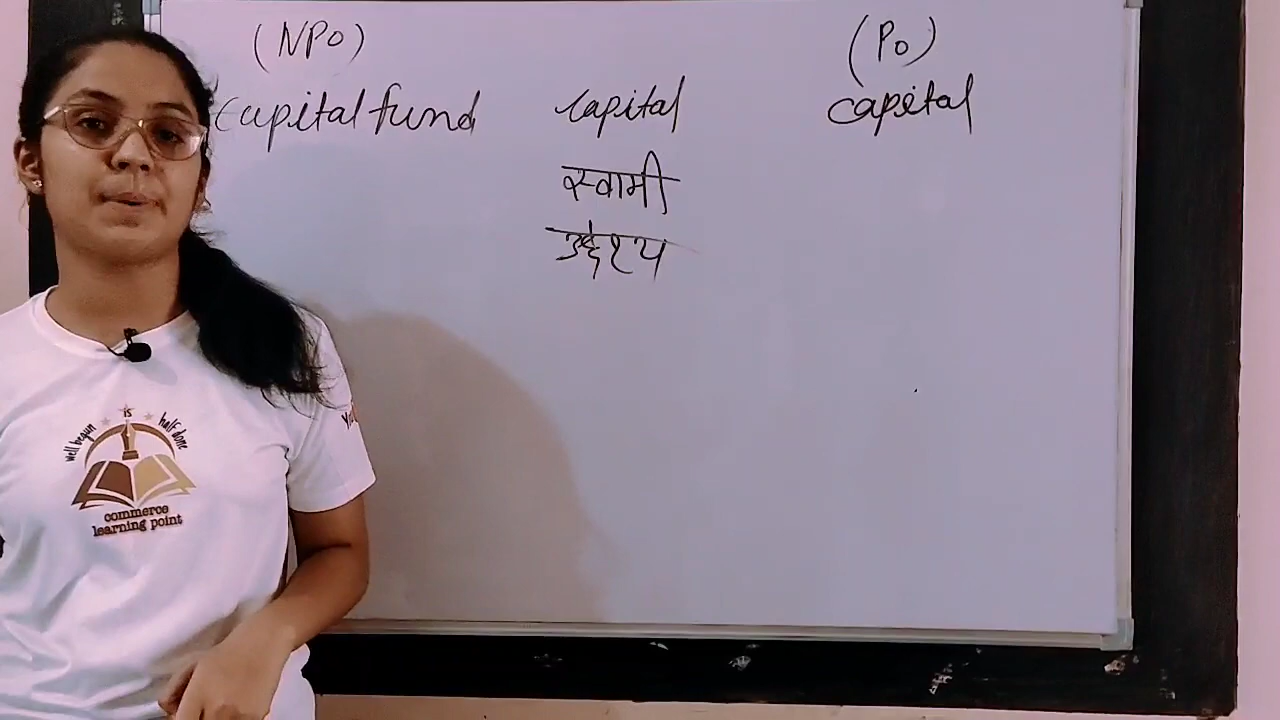 (NPO) (PO)
Capital fund capital capital
स्वामी
उद्देश्य
well begun is half done
commerce
learning point